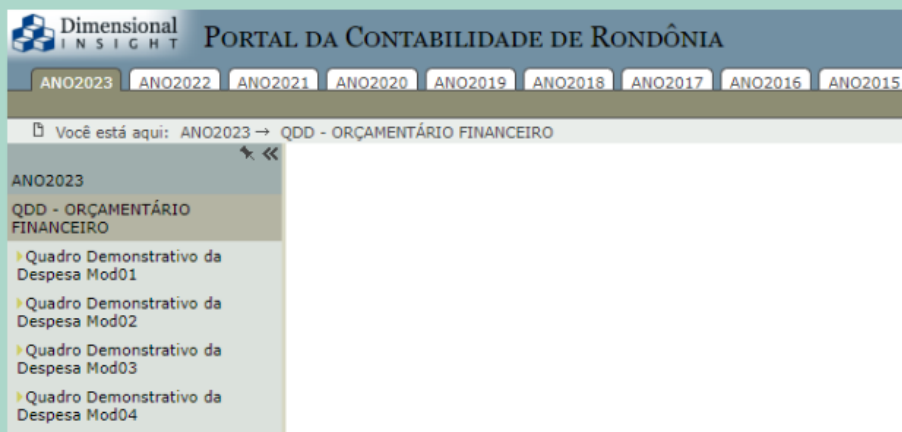 Dimensional
INSIGHT
PORTAL DA CONTABILIDADE DE RONDÔNIA
ANO2023 ANO2022 ANO2021 ANO2020 ANO2019 ANO2018 ANO2017 ANO2016 ANO2015
Você está aqui: ANO2023 → QDD - ORÇAMENTÁRIO FINANCEIRO
ANO2023
QDD - ORÇAMENTÁRIO
FINANCEIRO
Quadro Demonstrativo da
Despesa Mod01
Quadro Demonstrativo da
Despesa Mod02
Quadro Demonstrativo da
Despesa Mod03
Quadro Demonstrativo da
Despesa Mod04